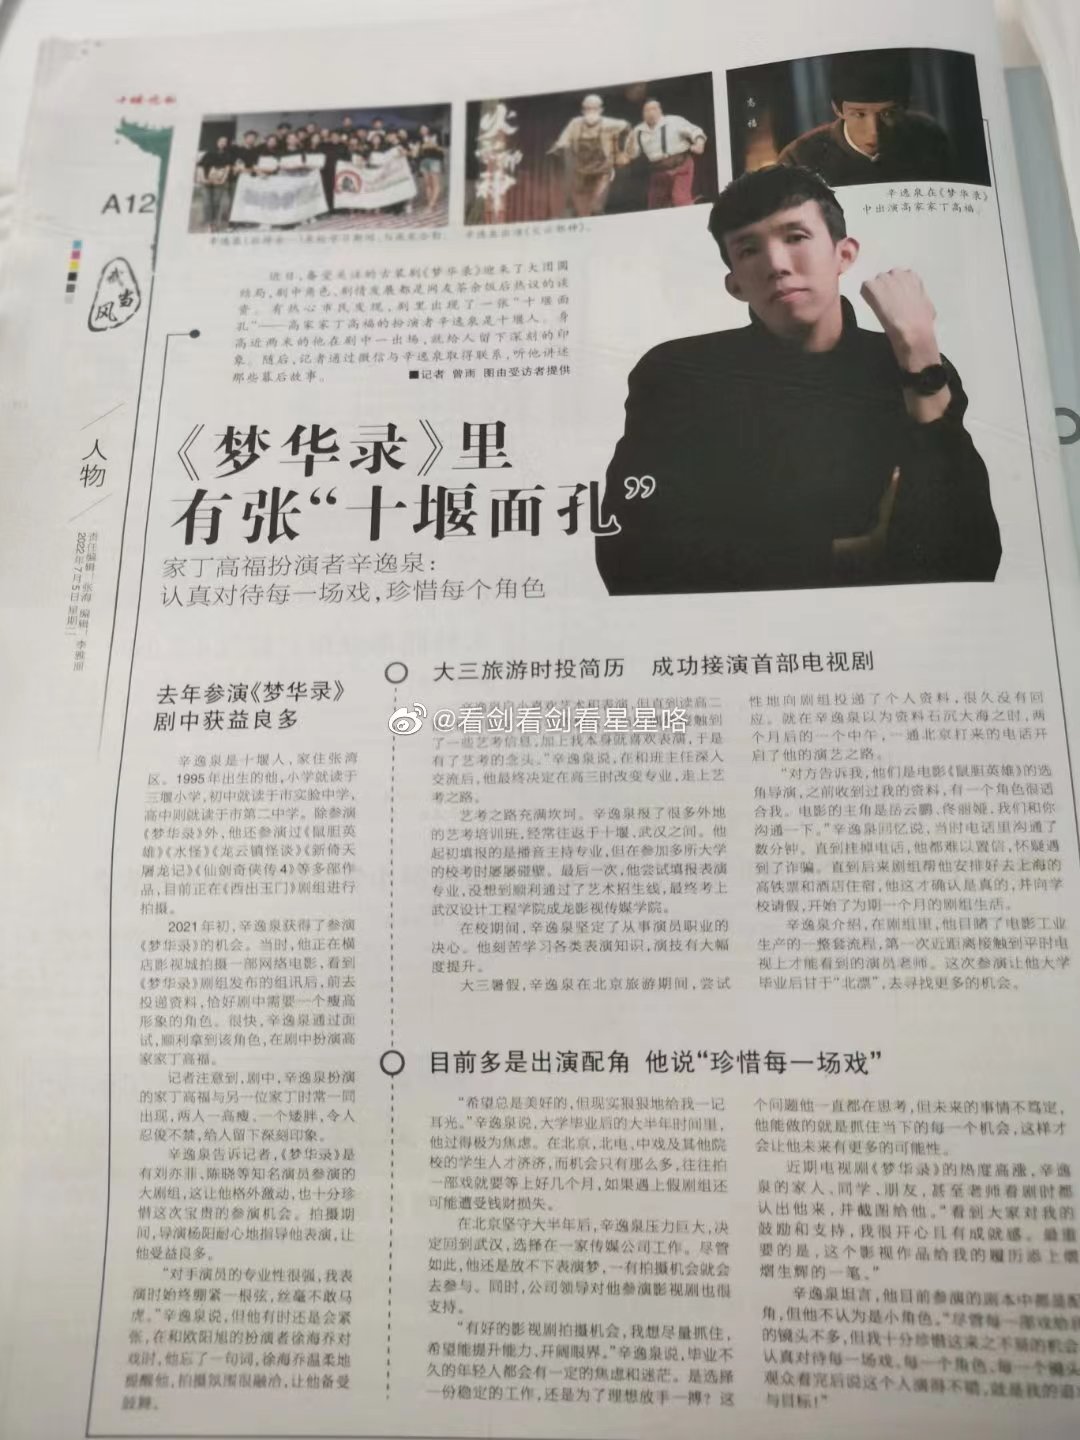 十堰晚报
A12
我当风
人物
责任编辑：张涛 编辑：李雅丽
2022年7月5日 星期二
火云邪神
高福
辛逸泉在《梦华录》
中出演高家家丁高福。
近日，备受关注的古装剧《梦华录》迎来了大团圆
结局，剧中角色、剧情发展都是网友茶余饭后热议的谈
资。有热心市民发现，剧里出现了一张“十堰面
孔”——高家家丁高福的扮演者辛逸泉是十堰人。身
高近两米的他在剧中一出场，就给人留下深刻的印
象。随后，记者通过微信与辛逸泉取得联系，听他讲述
那些幕后故事。
■记者 曾雨 图由受访者提供
《梦华录》里
有张“十堰面孔”
家丁高福扮演者辛逸泉：
认真对待每一场戏，珍惜每个角色
去年参演《梦华录》
剧中获益良多
辛逸泉是十堰人，家住张湾
区。1995年出生的他，小学就读于
三堰小学，初中就读于市实验中学，
高中则就读于市第二中学。除参演
《梦华录》外，他还参演过《鼠胆英
雄》《水怪》《龙云镇怪谈》《新倚天
屠龙记》《仙剑奇侠传4》等多部作
品，目前正在《西出玉门》剧组进行
拍摄。
2021年初，辛逸泉获得了参演
《梦华录》的机会。当时，他正在横
店影视城拍摄一部网络电影，看到
《梦华录》剧组发布的组讯后，前去
投递资料，恰好剧中需要一个瘦高
形象的角色。很快，辛逸泉通过面
试，顺利拿到该角色，在剧中扮演高
家家丁高福。
记者注意到，剧中，辛逸泉扮演
的家丁高福与另一位家丁时常一同
出现，两人一高瘦、一个矮胖，令人
忍俊不禁，给人留下深刻印象。
辛逸泉告诉记者，《梦华录》是
有刘亦菲、陈晓等知名演员参演的
大剧组，这让他格外激动，也十分珍
惜这次宝贵的参演机会。拍摄期
间，导演杨阳耐心地指导他表演，让
他受益良多。
“对手演员的专业性很强，我表
演时始终绷紧一根弦，丝毫不敢马
虎。”辛逸泉说，但他有时还是会紧
张，在和欧阳旭的扮演者徐海乔对
戏时，他忘了一句词，徐海乔温柔地
提醒他，拍摄氛围很融洽，让他备受
鼓舞。
大三旅游时投简历 成功接演首部电视剧
辛逸泉自小喜欢艺术和表演，但直到读高二
接触到
了一些艺考信息，加上我本身就喜欢表演，于是
有了艺考的念头。”辛逸泉说，在和班主任深入
交流后，他最终决定在高三时改变专业，走上艺
考之路。
艺考之路充满坎坷。辛逸泉报了很多外地
的艺考培训班，经常往返于十堰、武汉之间。他
起初填报的是播音主持专业，但在参加多所大学
的校考时屡屡碰壁。最后一次，他尝试填报表演
专业，没想到顺利通过了艺术招生线，最终考上
武汉设计工程学院成龙影视传媒学院。
在校期间，辛逸泉坚定了从事演员职业的
决心。他刻苦学习各类表演知识，演技有大幅
度提升。
大三暑假，辛逸泉在北京旅游期间，尝试
性地向剧组投递了个人资料，很久没有回
应。就在辛逸泉以为资料石沉大海之时，两
个月后的一个中午，一通北京打来的电话开
启了他的演艺之路。
“对方告诉我，他们是电影《鼠胆英雄》的选
角导演，之前收到过我的资料，有一个角色很适
合我。电影的主角是岳云鹏、佟丽娅，我们和你
沟通一下。”辛逸泉回忆说，当时电话里沟通了
数分钟。直到挂掉电话，他都难以置信，怀疑遇
到了诈骗。直到后来剧组帮他安排好去上海的
高铁票和酒店住宿，他这才确认是真的，并向学
校请假，开始了为期一个月的剧组生活。
辛逸泉介绍，在剧组里，他目睹了电影工业
生产的一整套流程，第一次近距离接触到平时电
视上才能看到的演员老师。这次参演让他大学
毕业后甘于“北漂”，去寻找更多的机会。
目前多是出演配角 他说“珍惜每一场戏”
“希望总是美好的，但现实狠狠地给我一记
耳光。”辛逸泉说，大学毕业后的大半年时间里，
他过得极为焦虑。在北京，北电、中戏及其他院
校的学生人才济济，而机会只有那么多，往往拍
一部戏就要等上好几个月，如果遇上假剧组还
可能遭受钱财损失。
在北京坚守大半年后，辛逸泉压力巨大，决
定回到武汉，选择在一家传媒公司工作。尽管
如此，他还是放不下表演梦，一有拍摄机会就会
去参与。同时，公司领导对他参演影视剧也很
支持。
“有好的影视剧拍摄机会，我想尽量抓住，
希望能提升能力、开阔眼界。”辛逸泉说，毕业不
久的年轻人都会有一定的焦虑和迷茫。是选择
一份稳定的工作，还是为了理想放手一搏？这
个问题他一直都在思考，但未来的事情不笃定，
他能做的就是抓住当下的每一个机会，这样才
会让他未来有更多的可能性。
近期电视剧《梦华录》的热度高涨，辛逸
泉的家人、同学、朋友，甚至老师看剧时都
认出他来，并截图给他。“看到大家对我的
鼓励和支持，我很开心且有成就感。最重
要的是，这个影视作品给我的履历添上熠
熠生辉的一笔。”
辛逸泉坦言，他目前参演的剧本中都是配
角，但他不认为是小角色。“尽管每一部戏给我
的镜头不多，但我十分珍惜这来之不易的机会，
认真对待每一场戏、每一个角色、每一个镜头。
观众看完后说这个人演得不错，就是我的追求
与目标！”
@看剑看剑看星星咯